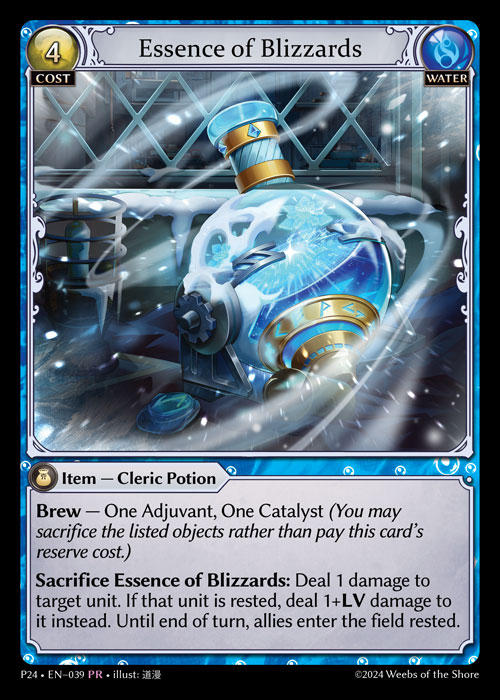 4
Essence of Blizzards
COST
WATER
Item — Cleric Potion
Brew — One Adjuvant, One Catalyst (You may
sacrifice the listed objects rather than pay this card's
reserve cost.)
Sacrifice Essence of Blizzards: Deal 1 damage to
target unit. If that unit is rested, deal 1+LV damage to
it instead. Until end of turn, allies enter the field rested.
P24 • EN–039 PR • illust: 道漫
©2024 Weebs of the Shore